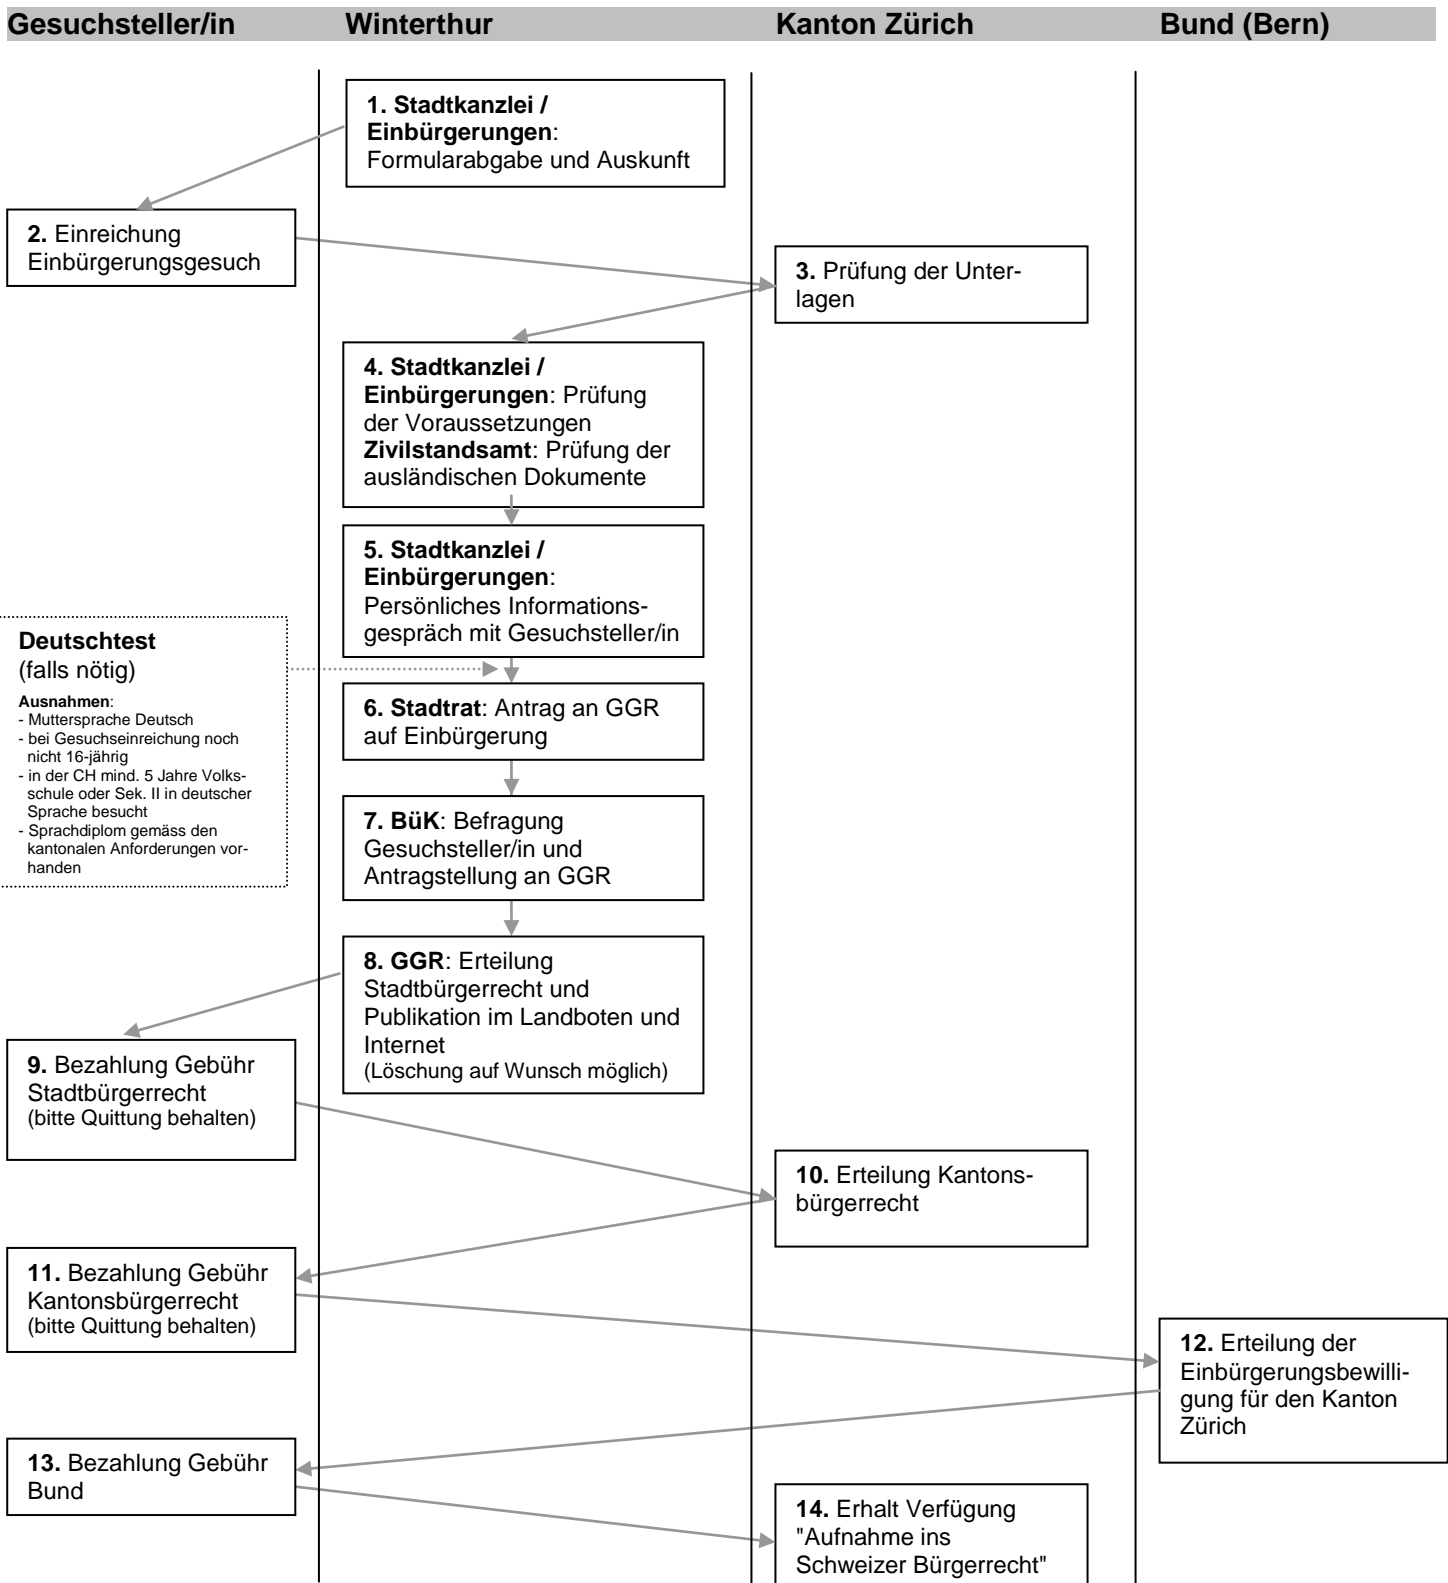 Gesuchsteller/in Winterthur Kanton Zürich Bund (Bern)
1. Stadtkanzlei /
Einbürgerungen:
Formularabgabe und Auskunft
2. Einreichung
Einbürgerungsgesuch
3. Prüfung der Unter-
lagen
4. Stadtkanzlei /
Einbürgerungen: Prüfung
der Voraussetzungen
Zivilstandsamt: Prüfung der
ausländischen Dokumente
5. Stadtkanzlei /
Einbürgerungen:
Persönliches Informations-
gespräch mit Gesuchsteller/in
Deutschtest
(falls nötig)
Ausnahmen:
- Muttersprache Deutsch
- bei Gesuchseinreichung noch
nicht 16-jährig
- in der CH mind. 5 Jahre Volks-
schule oder Sek. II in deutscher
Sprache besucht
- Sprachdiplom gemäss den
kantonalen Anforderungen vor-
handen
6. Stadtrat: Antrag an GGR
auf Einbürgerung
7. BüK: Befragung
Gesuchsteller/in und
Antragstellung an GGR
8. GGR: Erteilung
Stadtbürgerrecht und
Publikation im Landboten und
Internet
(Löschung auf Wunsch möglich)
9. Bezahlung Gebühr
Stadtbürgerrecht
(bitte Quittung behalten)
10. Erteilung Kantons-
bürgerrecht
11. Bezahlung Gebühr
Kantonsbürgerrecht
(bitte Quittung behalten)
12. Erteilung der
Einbürgerungsbewilli-
gung für den Kanton
Zürich
13. Bezahlung Gebühr
Bund
14. Erhalt Verfügung
"Aufnahme ins
Schweizer Bürgerrecht"